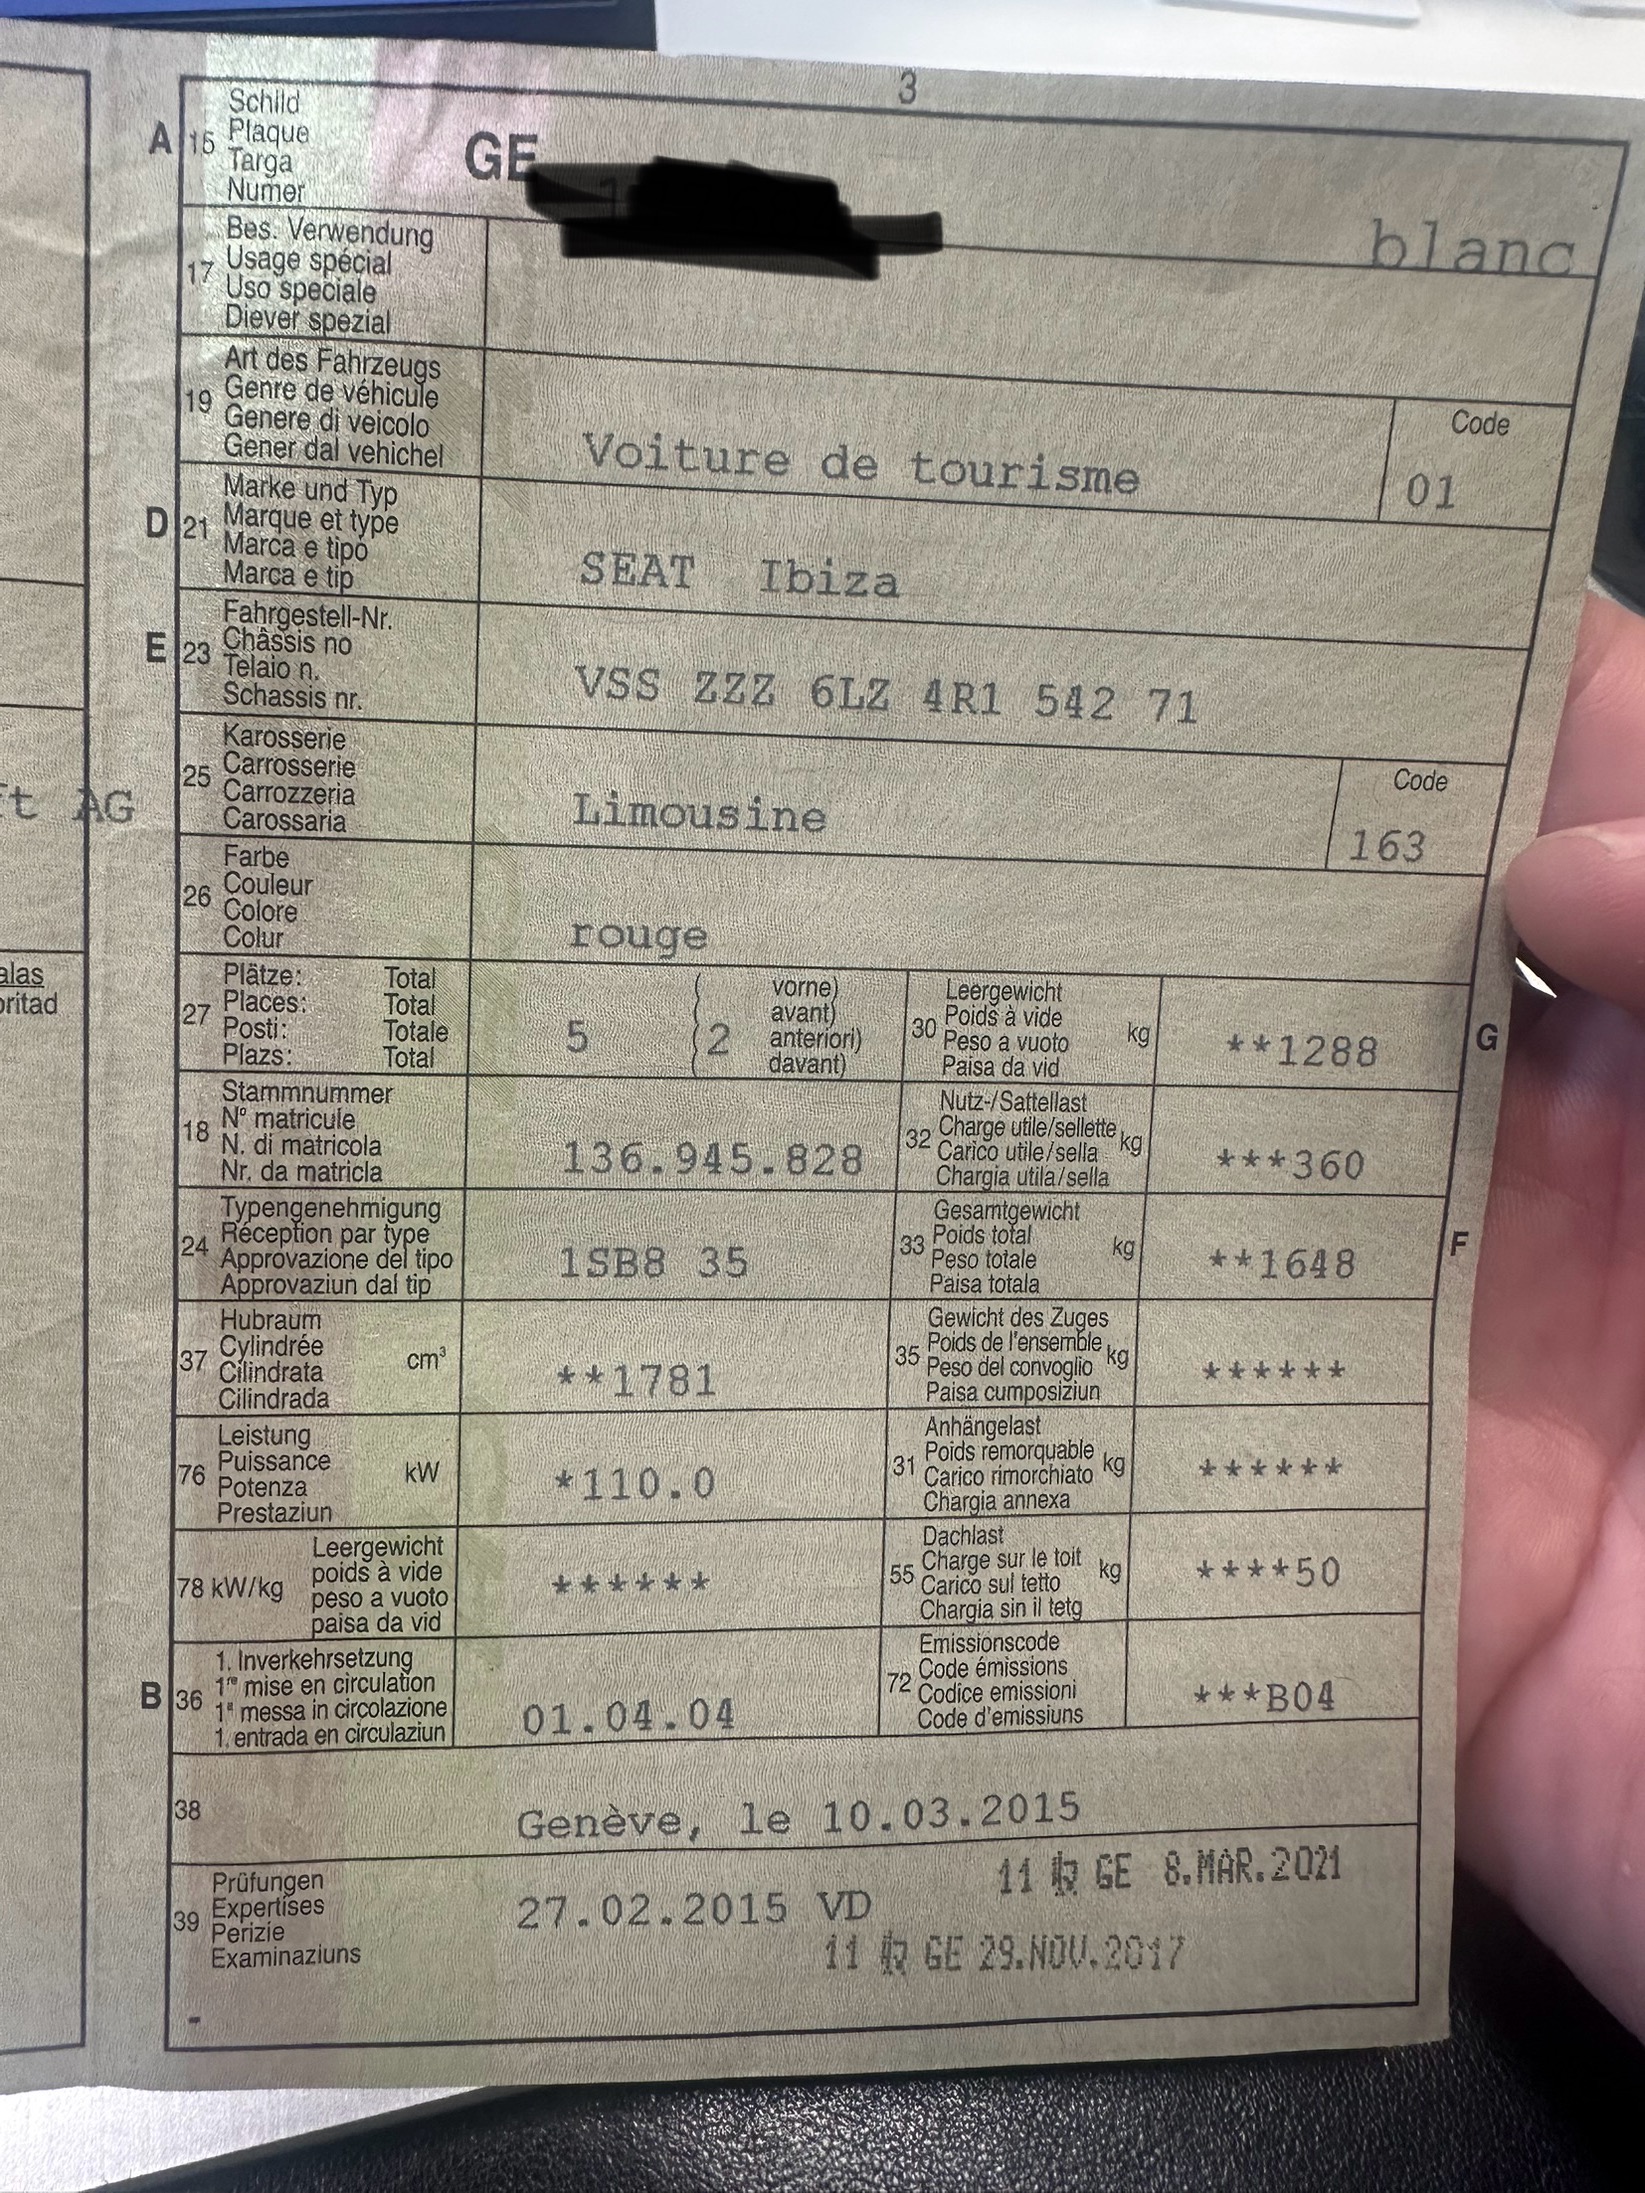 3
A 15 Schild
Plaque
Targa
Numer
GE
blanc
17 Bes. Verwendung
Usage spécial
Uso speciale
Diever spezial
19 Art des Fahrzeugs
Genre de véhicule
Genere di veicolo
Gener dal vehichel
Voiture de tourisme
Code
01
D 21 Marke und Typ
Marque et type
Marca e tipo
Marca e tip
SEAT Ibiza
E 23 Fahrgestell-Nr.
Châssis no
Telaio n.
Schassis nr.
VSS ZZZ 6LZ 4R1 542 71
25 Karosserie
Carrosserie
Carrozzeria
Carossaria
Limousine
Code
163
AG
26 Farbe
Couleur
Colore
Colur
rouge
27 Plätze: Total
Places: Total
Posti: Totale
Plazs: Total
5 (2 vorne)
avant)
anteriori)
davant)
30 Leergewicht
Poids à vide
Peso a vuoto
Paisa da vid
kg
**1288
G
18 Stammnummer
N° matricule
N. di matricola
Nr. da matricla
136.945.828
32 Nutz-/Sattellast
Charge utile/sellette
Carico utile/sella
Chargia utila/sella
kg
***360
24 Typengenehmigung
Réception par type
Approvazione del tipo
Approvaziun dal tip
1SB8 35
33 Gesamtgewicht
Poids total
Peso totale
Paisa totala
kg
**1648
F
37 Hubraum
Cylindrée
Cilindrata
Cilindrada
cm³
**1781
35 Gewicht des Zuges
Poids de l'ensemble
Peso del convoglio
Paisa cumposiziun
kg
******
76 Leistung
Puissance
Potenza
Prestaziun
kW
*110.0
31 Anhängelast
Poids remorquable
Carico rimorchiato
Chargia annexa
kg
******
78 kW/kg Leergewicht
poids à vide
peso a vuoto
paisa da vid
******
55 Dachlast
Charge sur le toit
Carico sul tetto
Chargia sin il tetg
kg
****50
B 36 1. Inverkehrsetzung
1re mise en circulation
1a messa in circolazione
1. entrada en circulaziun
01.04.04
72 Emissionscode
Code émissions
Codice emissioni
Code d'emissiuns
***B04
38 Genève, le 10.03.2015
39 Prüfungen
Expertises
Perizie
Examinaziuns
11 GE 8.MAR.2021
27.02.2015 VD
11 GE 29.NOV.2017